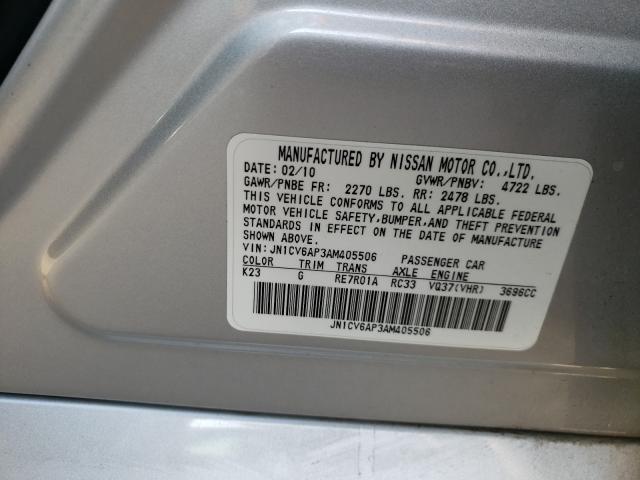 MANUFACTURED BY NISSAN MOTOR CO.,LTD.
DATE: 02/10 GVWR/PNBV: 4722 LBS.
GAWR/PNBE FR: 2270 LBS. RR: 2478 LBS.
THIS VEHICLE CONFORMS TO ALL APPLICABLE FEDERAL
MOTOR VEHICLE SAFETY,BUMPER,AND THEFT PREVENTION
STANDARDS IN EFFECT ON THE DATE OF MANUFACTURE
SHOWN ABOVE.
VIN: JN1CV6AP3AM405506 PASSENGER CAR
COLOR TRIM TRANS AXLE ENGINE
K23 G RE7R01A RC33 VQ37(VHR) 3696CC
JN1CV6AP3AM405506